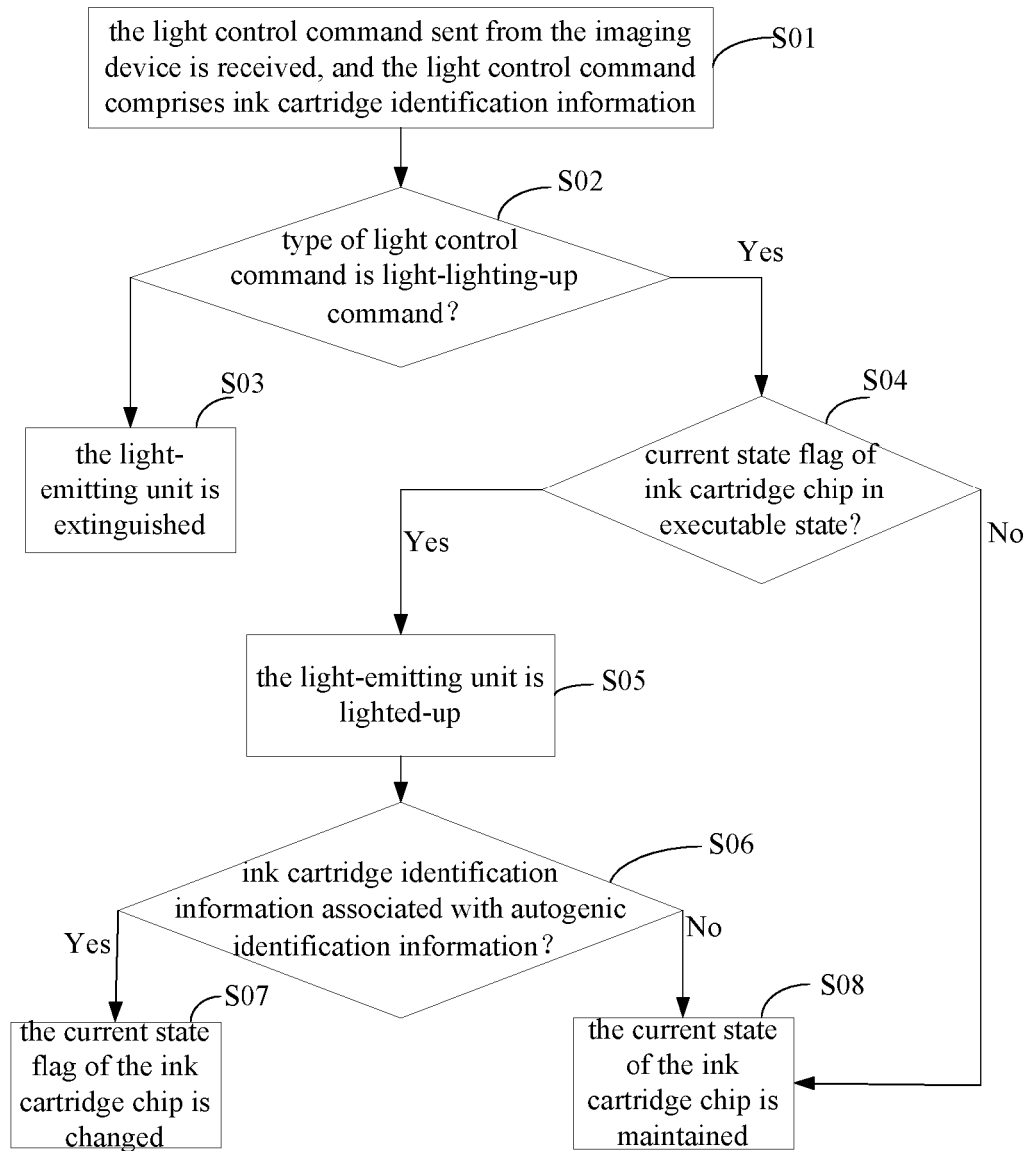 the light control command sent from the imaging
device is received, and the light control command
comprises ink cartridge identification information
S01
S02
type of light control
command is light-lighting-up
command?
Yes
S03
the light-
emitting unit is
extinguished
S04
current state flag of
ink cartridge chip in
executable state?
Yes
No
the light-emitting unit is
lighted-up
S05
S06
ink cartridge identification
information associated with autogenic
identification information?
Yes
No
S07
the current state
flag of the ink
cartridge chip is
changed
S08
the current state
of the ink
cartridge chip is
maintained